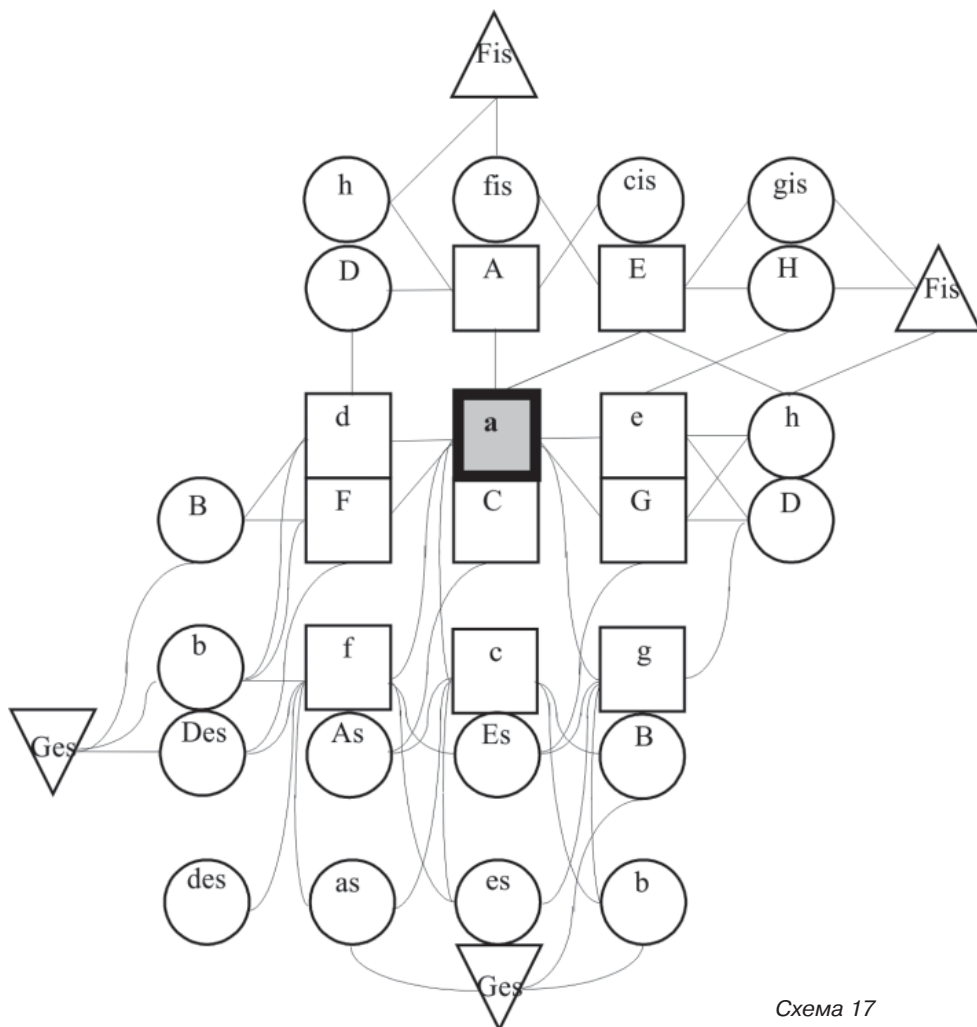 Fis
h fis cis gis
D A E H Fis
d a e h
B F C G D
b f c g
Ges Des As Es B
des as es b
Ges
Схема 17